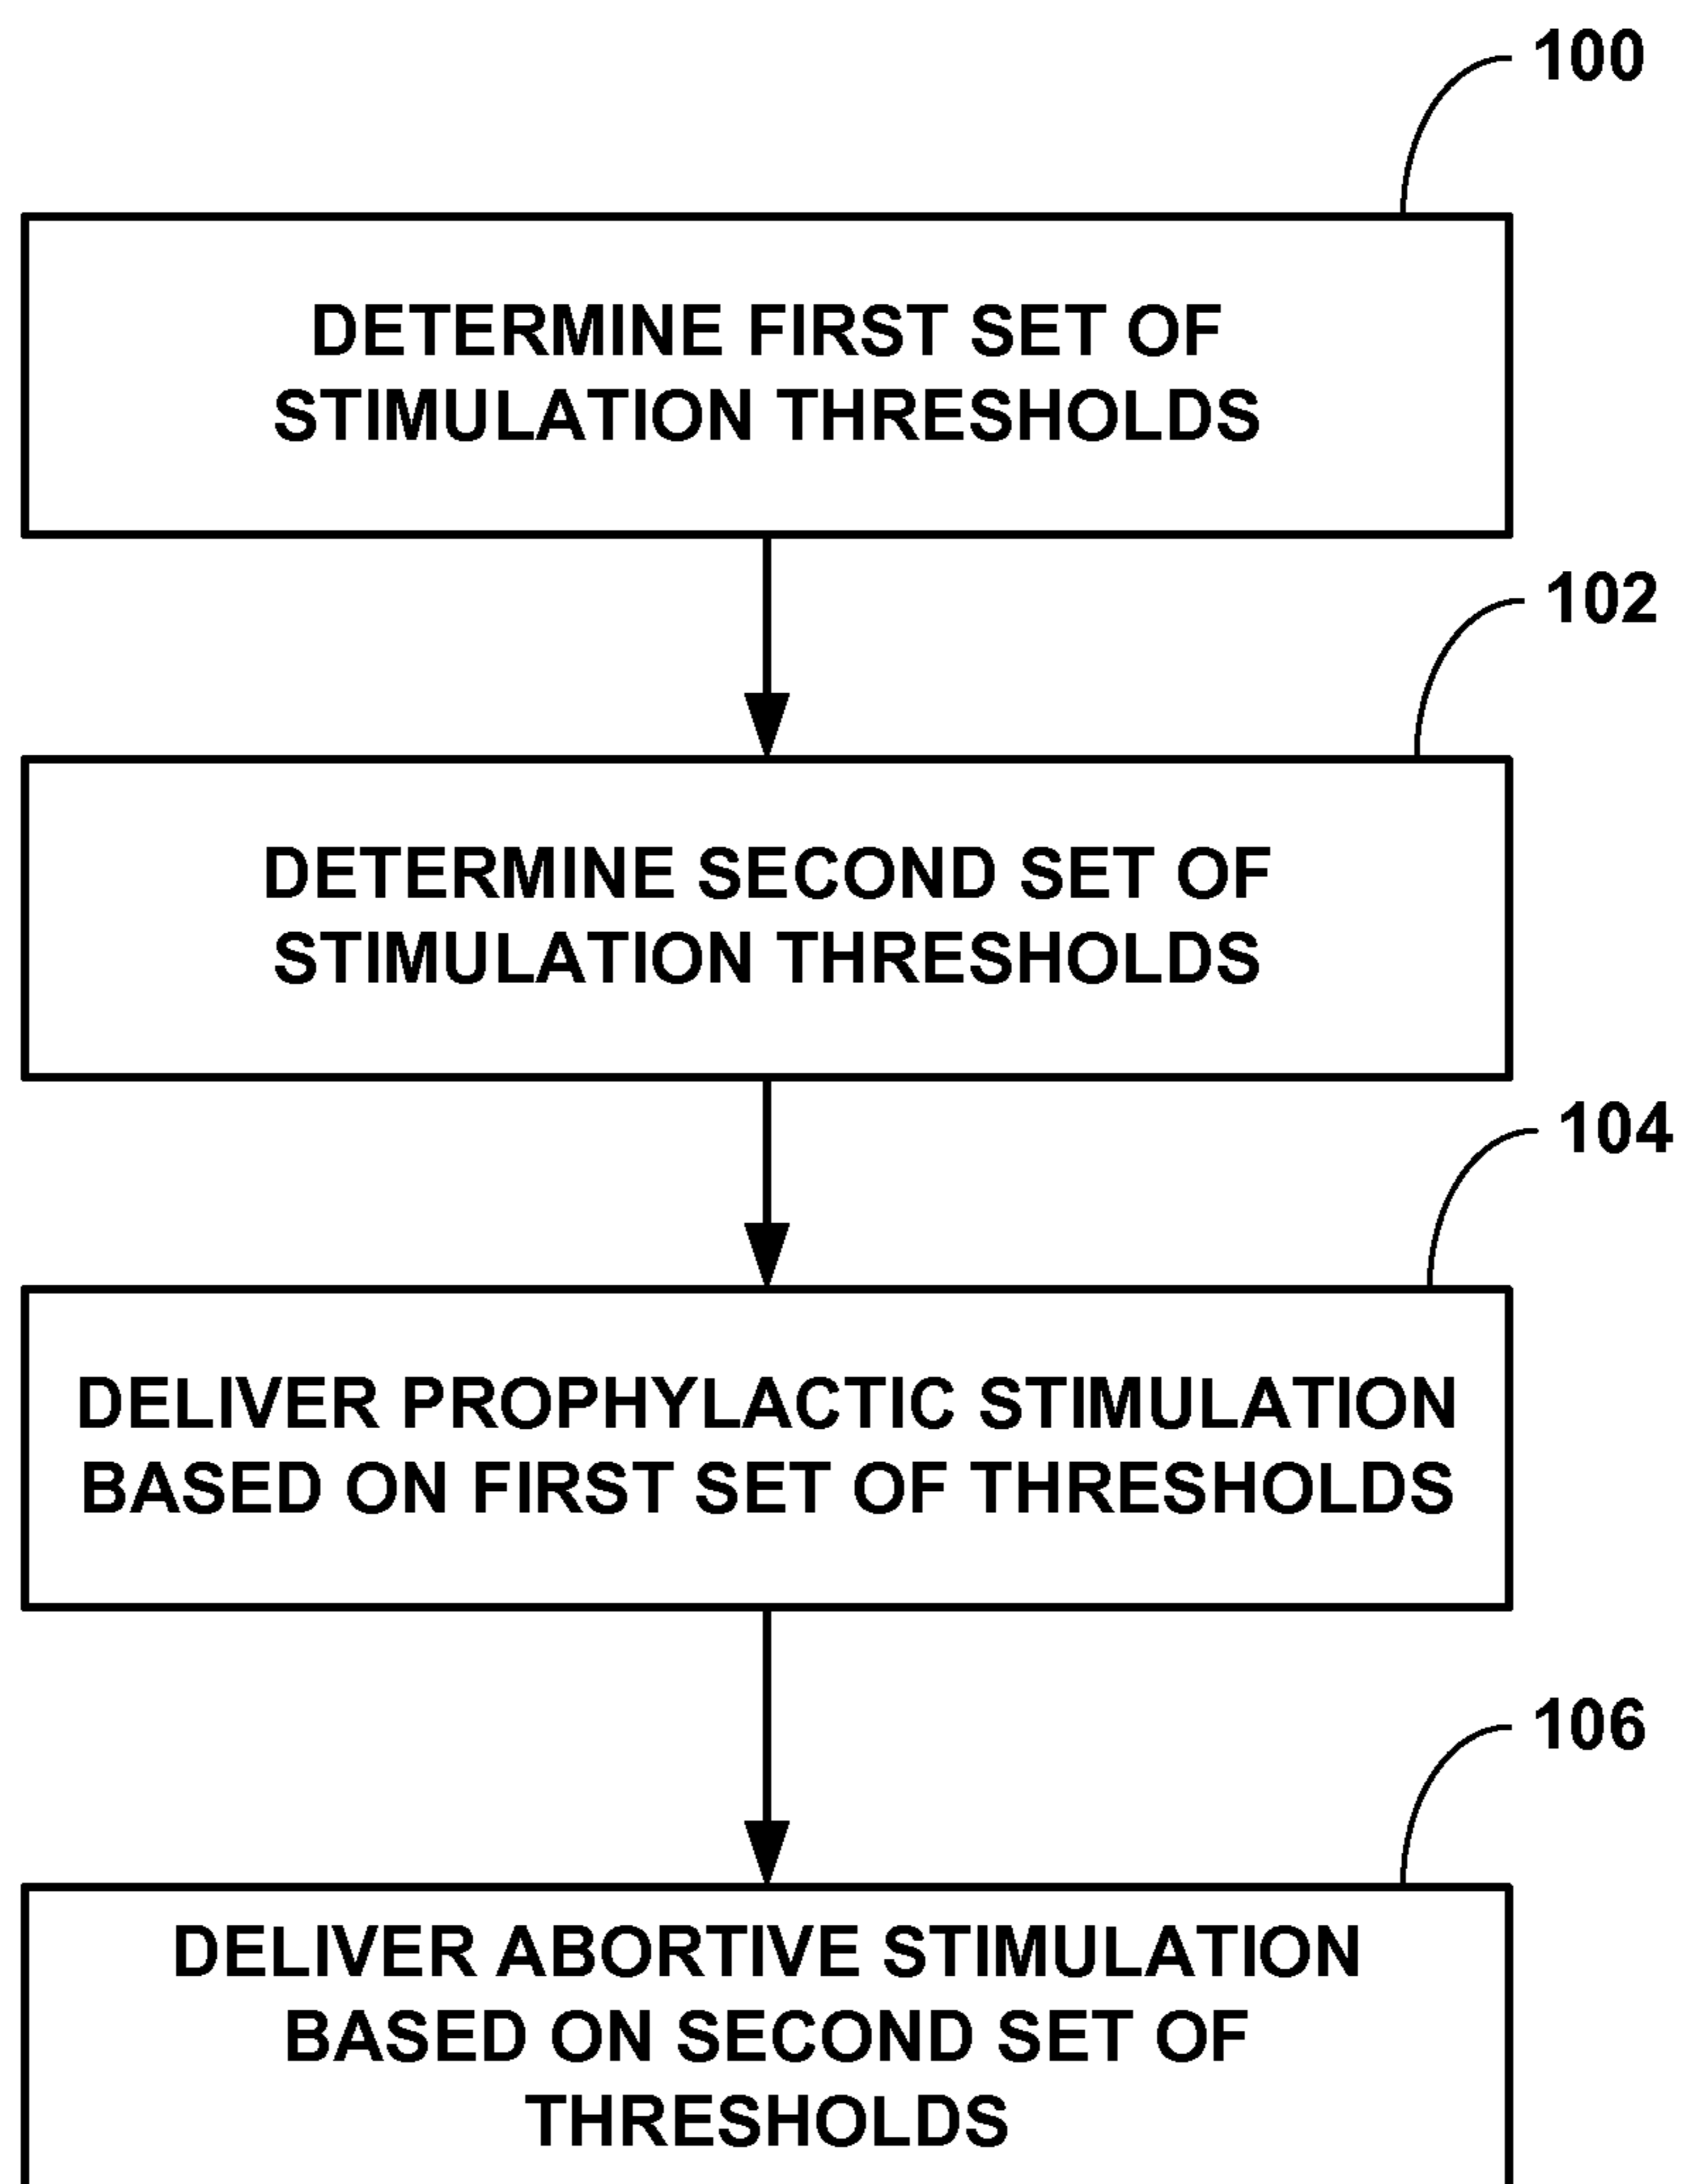 100
DETERMINE FIRST SET OF
STIMULATION THRESHOLDS
102
DETERMINE SECOND SET OF
STIMULATION THRESHOLDS
104
DELIVER PROPHYLACTIC STIMULATION
BASED ON FIRST SET OF THRESHOLDS
106
DELIVER ABORTIVE STIMULATION
BASED ON SECOND SET OF
THRESHOLDS